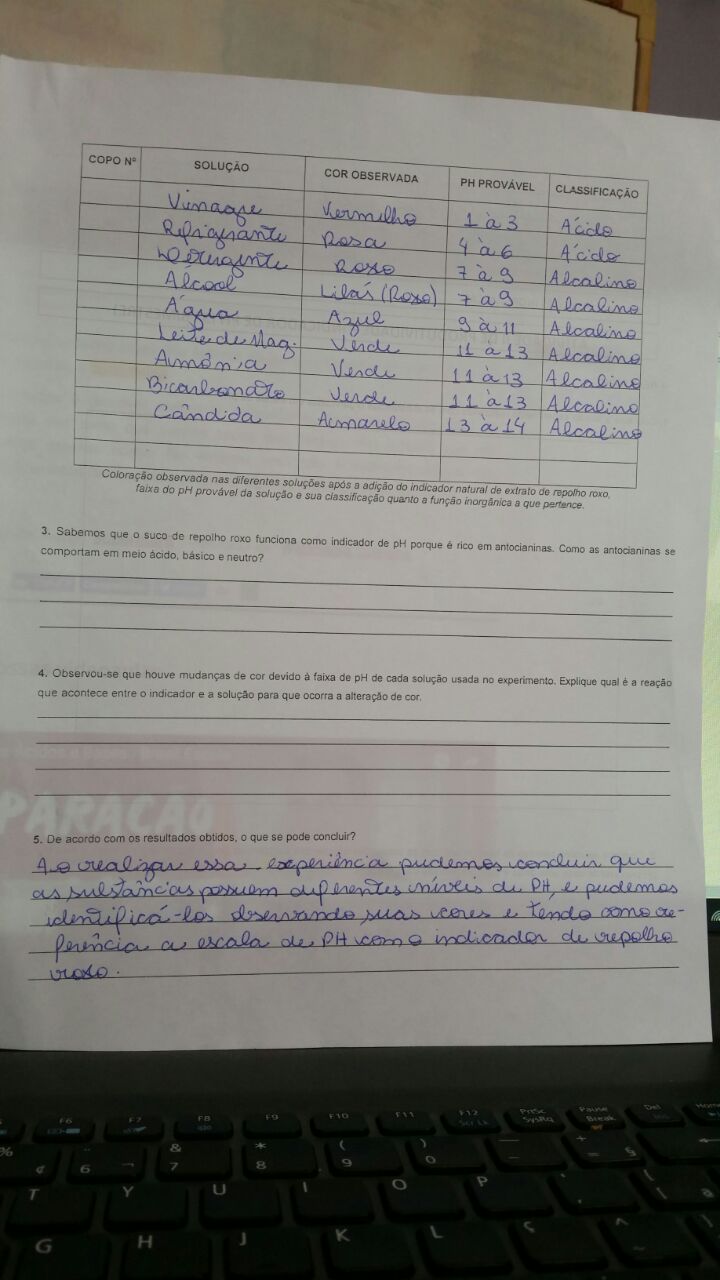 COPO Nº SOLUÇÃO COR OBSERVADA PH PROVÁVEL CLASSIFICAÇÃO
Vinagre Vermelho 1 à 3 Ácido
Refrigerante Rosa 4 à 6 Ácido
Detergente Roxo 7 à 9 Alcalino
Álcool Lilás (Roxo) 7 à 9 Alcalino
Água Azul 9 à 11 Alcalino
Leite de Mag. Verde 11 à 13 Alcalino
Amônia Verde 11 à 13 Alcalino
Bicarbonato Verde 11 à 13 Alcalino
Cândida Amarelo 13 à 14 Alcalino
Coloração observada nas diferentes soluções após a adição do indicador natural de extrato de repolho roxo,
faixa do pH provável da solução e sua classificação quanto a função inorgânica a que pertence.
3. Sabemos que o suco de repolho roxo funciona como indicador de pH porque é rico em antocianinas. Como as antocianinas se
comportam em meio ácido, básico e neutro?
4. Observou-se que houve mudanças de cor devido à faixa de pH de cada solução usada no experimento. Explique qual é a reação
que acontece entre o indicador e a solução para que ocorra a alteração de cor.
PARAÇÃO
5. De acordo com os resultados obtidos, o que se pode concluir?
Ao realizar essa experiência pudemos concluir que
as substâncias possuem diferentes níveis de PH, e pudemos
identificá-los observando suas cores e tendo como re-
ferência a escala de PH com o indicador de repolho
roxo.
F6 F7 F8 F9 F10 F11 F12 PrtSc Pause Del
Scr Lk SysRq Break
% & * ( )
6 7 8 9 0
T Y U I O P
G H J K L Ç